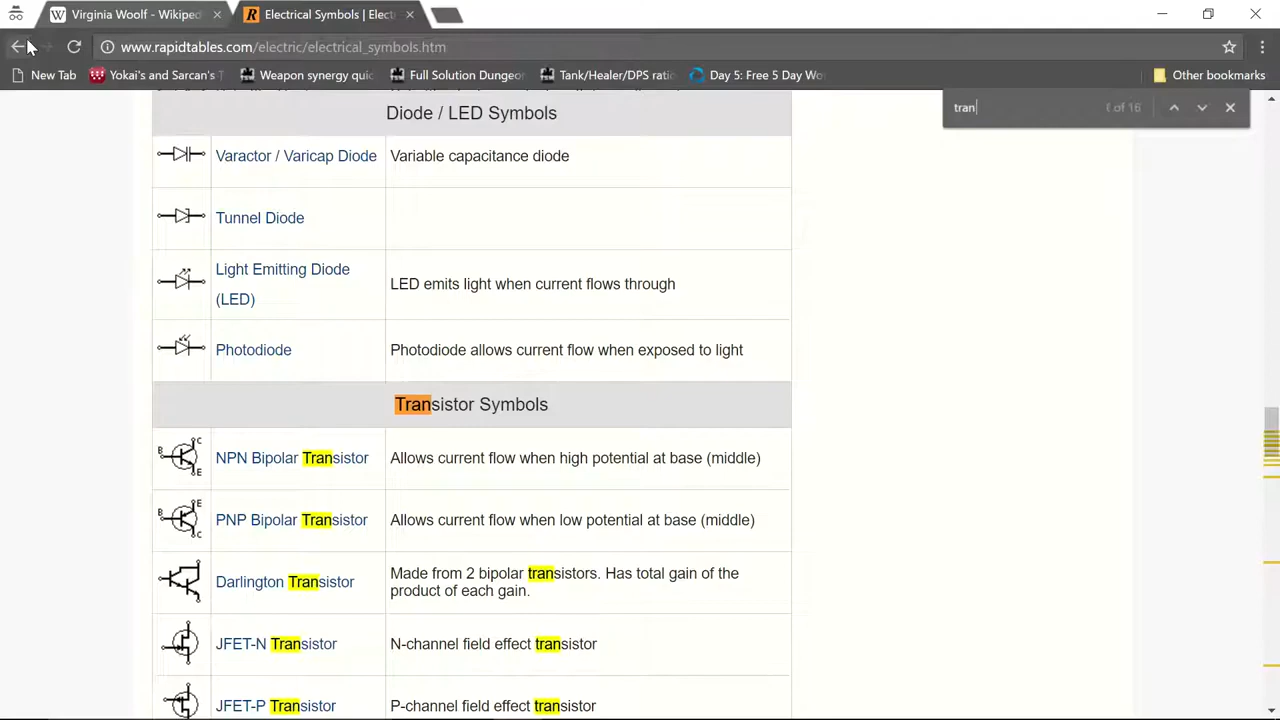 Virginia Woolf - Wikiped
Electrical Symbols | Elect
www.rapidtables.com/electric/electrical_symbols.htm
New Tab
Yokai's and Sarcan's T
Weapon synergy quic
Full Solution Dungeo
Tank/Healer/DPS ratio
Day 5: Free 5 Day Wo
Other bookmarks
tran
of 16
Diode / LED Symbols
Varactor / Varicap Diode
Variable capacitance diode
Tunnel Diode
Light Emitting Diode
(LED)
LED emits light when current flows through
Photodiode
Photodiode allows current flow when exposed to light
Transistor Symbols
B C E
NPN Bipolar Transistor
Allows current flow when high potential at base (middle)
B E C
PNP Bipolar Transistor
Allows current flow when low potential at base (middle)
Darlington Transistor
Made from 2 bipolar transistors. Has total gain of the
product of each gain.
JFET-N Transistor
N-channel field effect transistor
JFET-P Transistor
P-channel field effect transistor